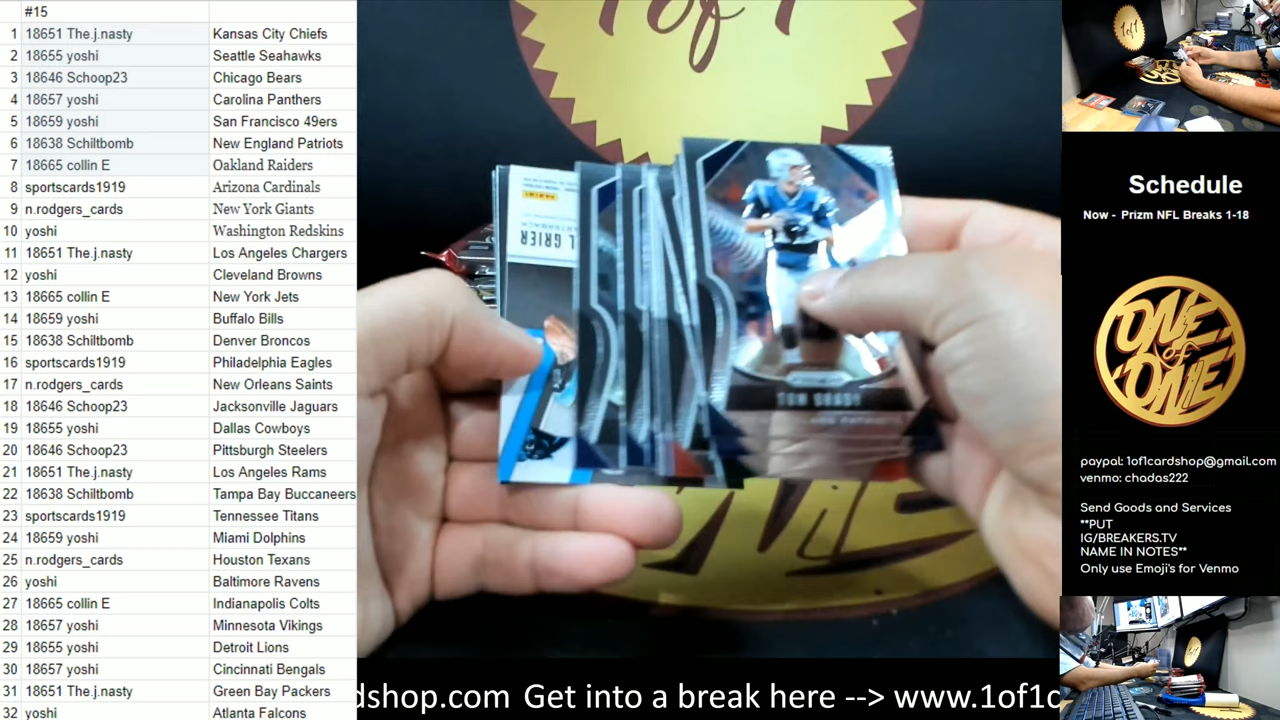 #15
1 18651 The.j.nasty Kansas City Chiefs
2 18655 yoshi Seattle Seahawks
3 18646 Schoop23 Chicago Bears
4 18657 yoshi Carolina Panthers
5 18659 yoshi San Francisco 49ers
6 18638 Schiltbomb New England Patriots
7 18665 collin E Oakland Raiders
8 sportscards1919 Arizona Cardinals
9 n.rodgers_cards New York Giants
10 yoshi Washington Redskins
11 18651 The.j.nasty Los Angeles Chargers
12 yoshi Cleveland Browns
13 18665 collin E New York Jets
14 18659 yoshi Buffalo Bills
15 18638 Schiltbomb Denver Broncos
16 sportscards1919 Philadelphia Eagles
17 n.rodgers_cards New Orleans Saints
18 18646 Schoop23 Jacksonville Jaguars
19 18655 yoshi Dallas Cowboys
20 18646 Schoop23 Pittsburgh Steelers
21 18651 The.j.nasty Los Angeles Rams
22 18638 Schiltbomb Tampa Bay Buccaneers
23 sportscards1919 Tennessee Titans
24 18659 yoshi Miami Dolphins
25 n.rodgers_cards Houston Texans
26 yoshi Baltimore Ravens
27 18665 collin E Indianapolis Colts
28 18657 yoshi Minnesota Vikings
29 18655 yoshi Detroit Lions
30 18657 yoshi Cincinnati Bengals
31 18651 The.j.nasty Green Bay Packers
32 yoshi Atlanta Falcons
1of1
L GRIER
TOM BRADY
dshop.com Get into a break here --> www.1of1c
1of1
Schedule
Now - Prizm NFL Breaks 1-18
ONE
of
ONE
paypal: 1of1cardshop@gmail.com
venmo: chadas222
Send Goods and Services
**PUT
IG/BREAKERS.TV
NAME IN NOTES**
Only use Emoji's for Venmo